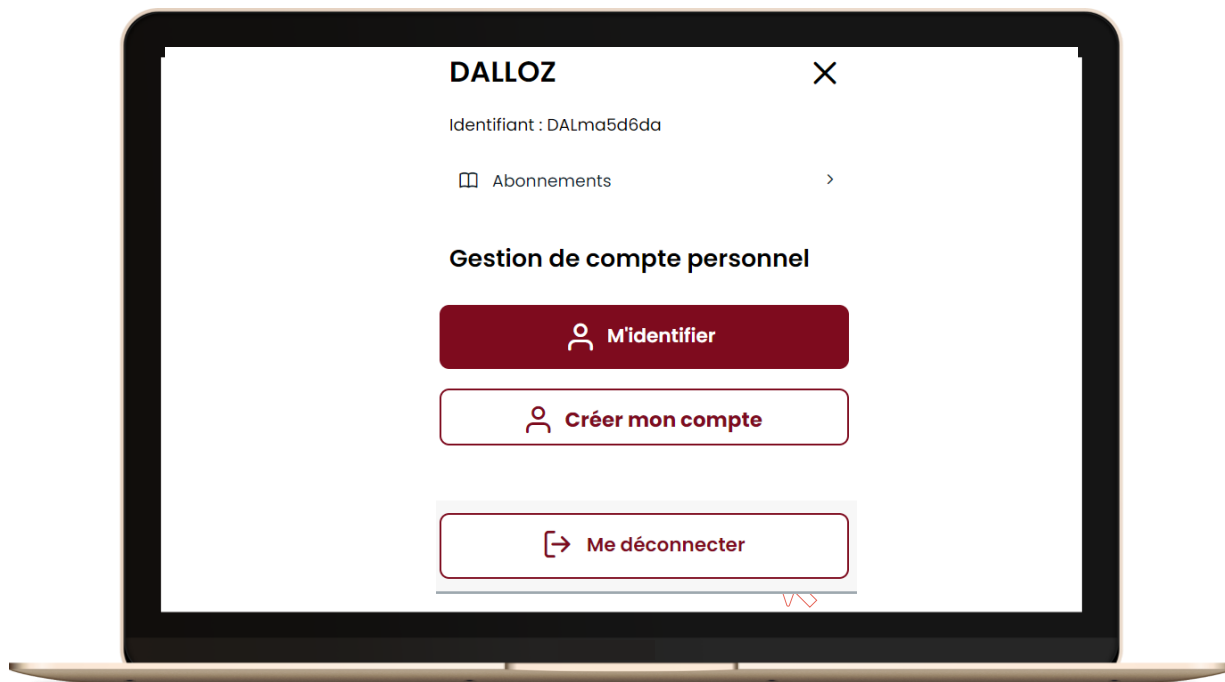 DALLOZ
Identifiant : DALma5d6da
Abonnements
Gestion de compte personnel
M'identifier
Créer mon compte
Me déconnecter